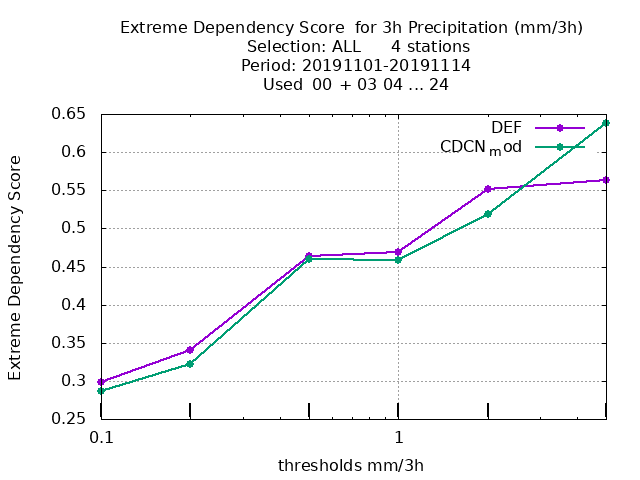 Extreme Dependency Score  for 3h Precipitation (mm/3h)
Selection: ALL      4 stations
Period: 20191101-20191114
Used  00  + 03 04 ... 24
DEF
CDCN_mod
Extreme Dependency Score
0.65
0.6
0.55
0.5
0.45
0.4
0.35
0.3
0.25
0.1
1
thresholds mm/3h